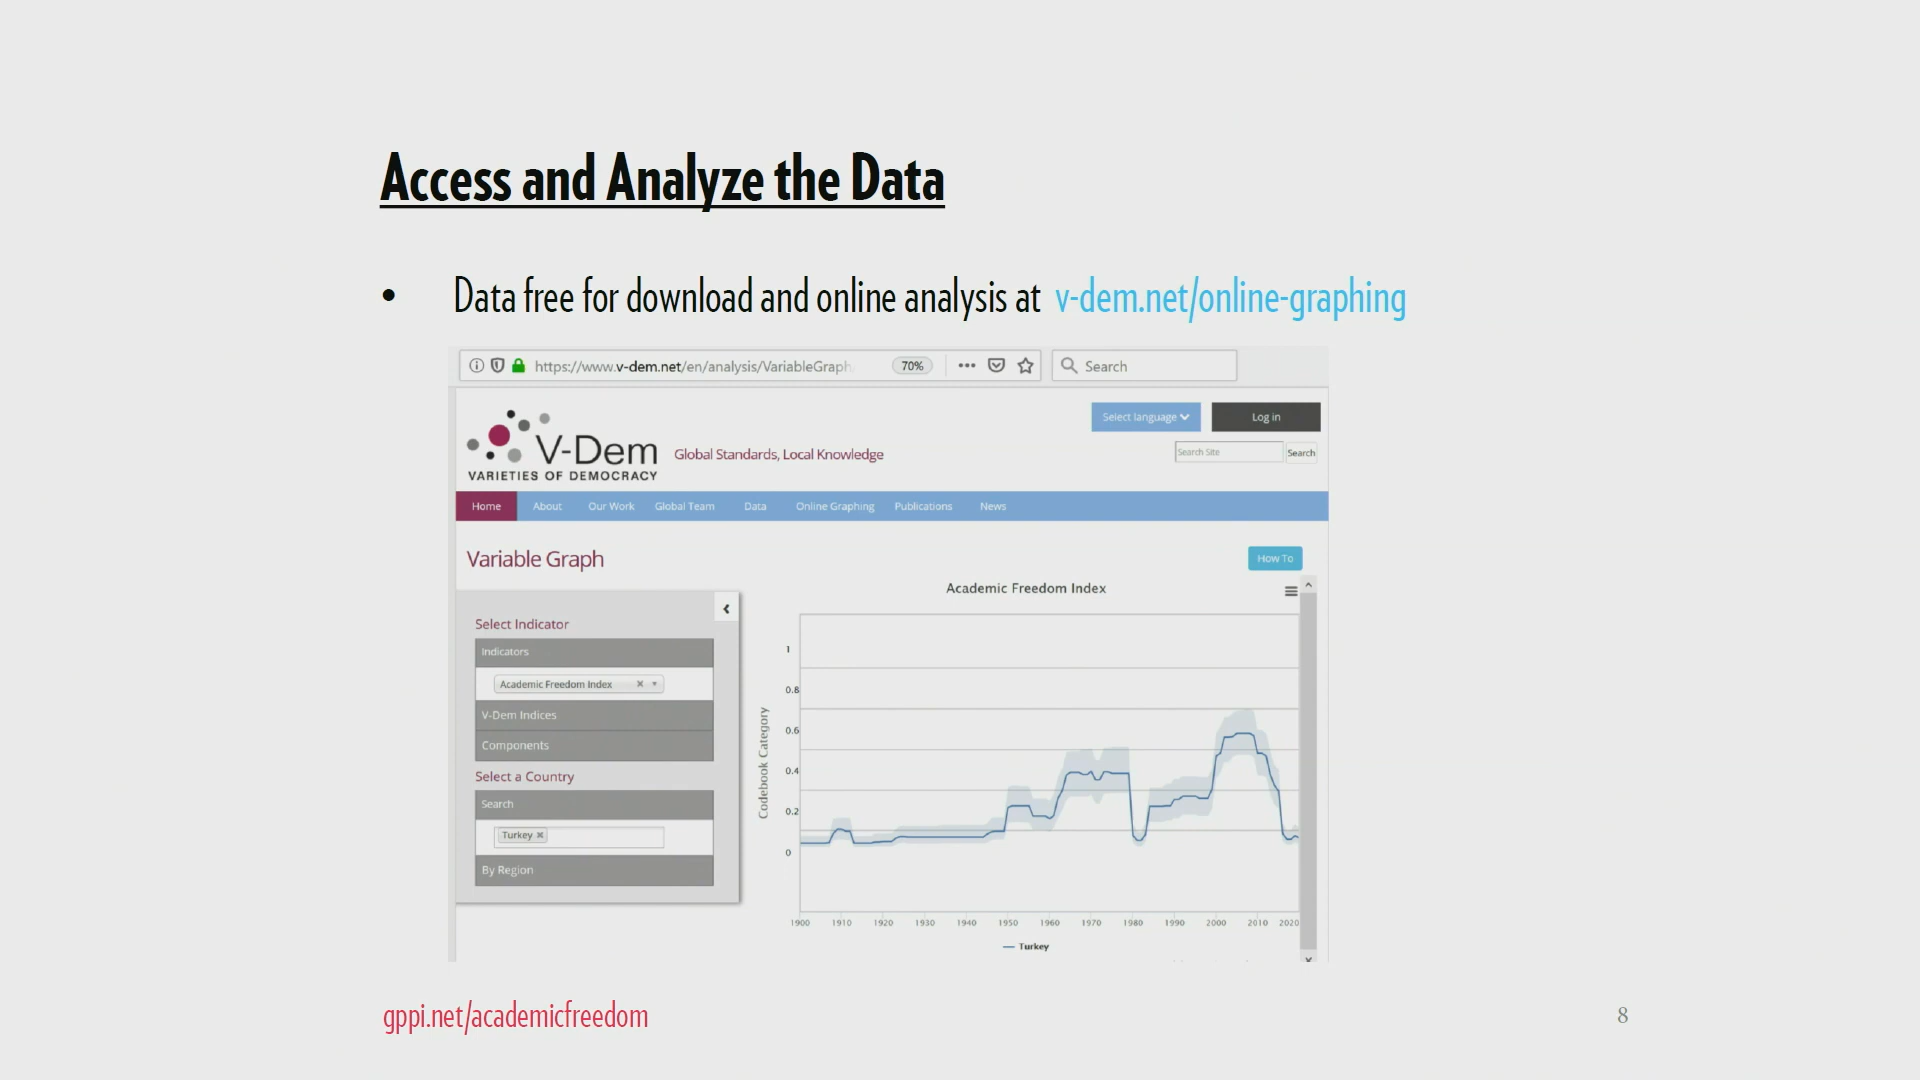 Access and Analyze the Data
• Data free for download and online analysis at v-dem.net/online-graphing
https://www.v-dem.net/en/analysis/VariableGraph
70%
Search
Select language
Log in
V-Dem
VARIETIES OF DEMOCRACY
Global Standards, Local Knowledge
Search Site
Search
Home About Our Work Global Team Data Online Graphing Publications News
Variable Graph
How To
Select Indicator
Indicators
Academic Freedom Index
V-Dem Indices
Components
Select a Country
Search
Turkey
By Region
Academic Freedom Index
Codebook Category
1
0.8
0.6
0.4
0.2
0
1900 1910 1920 1930 1940 1950 1960 1970 1980 1990 2000 2010 2020
Turkey
gppi.net/academicfreedom
8